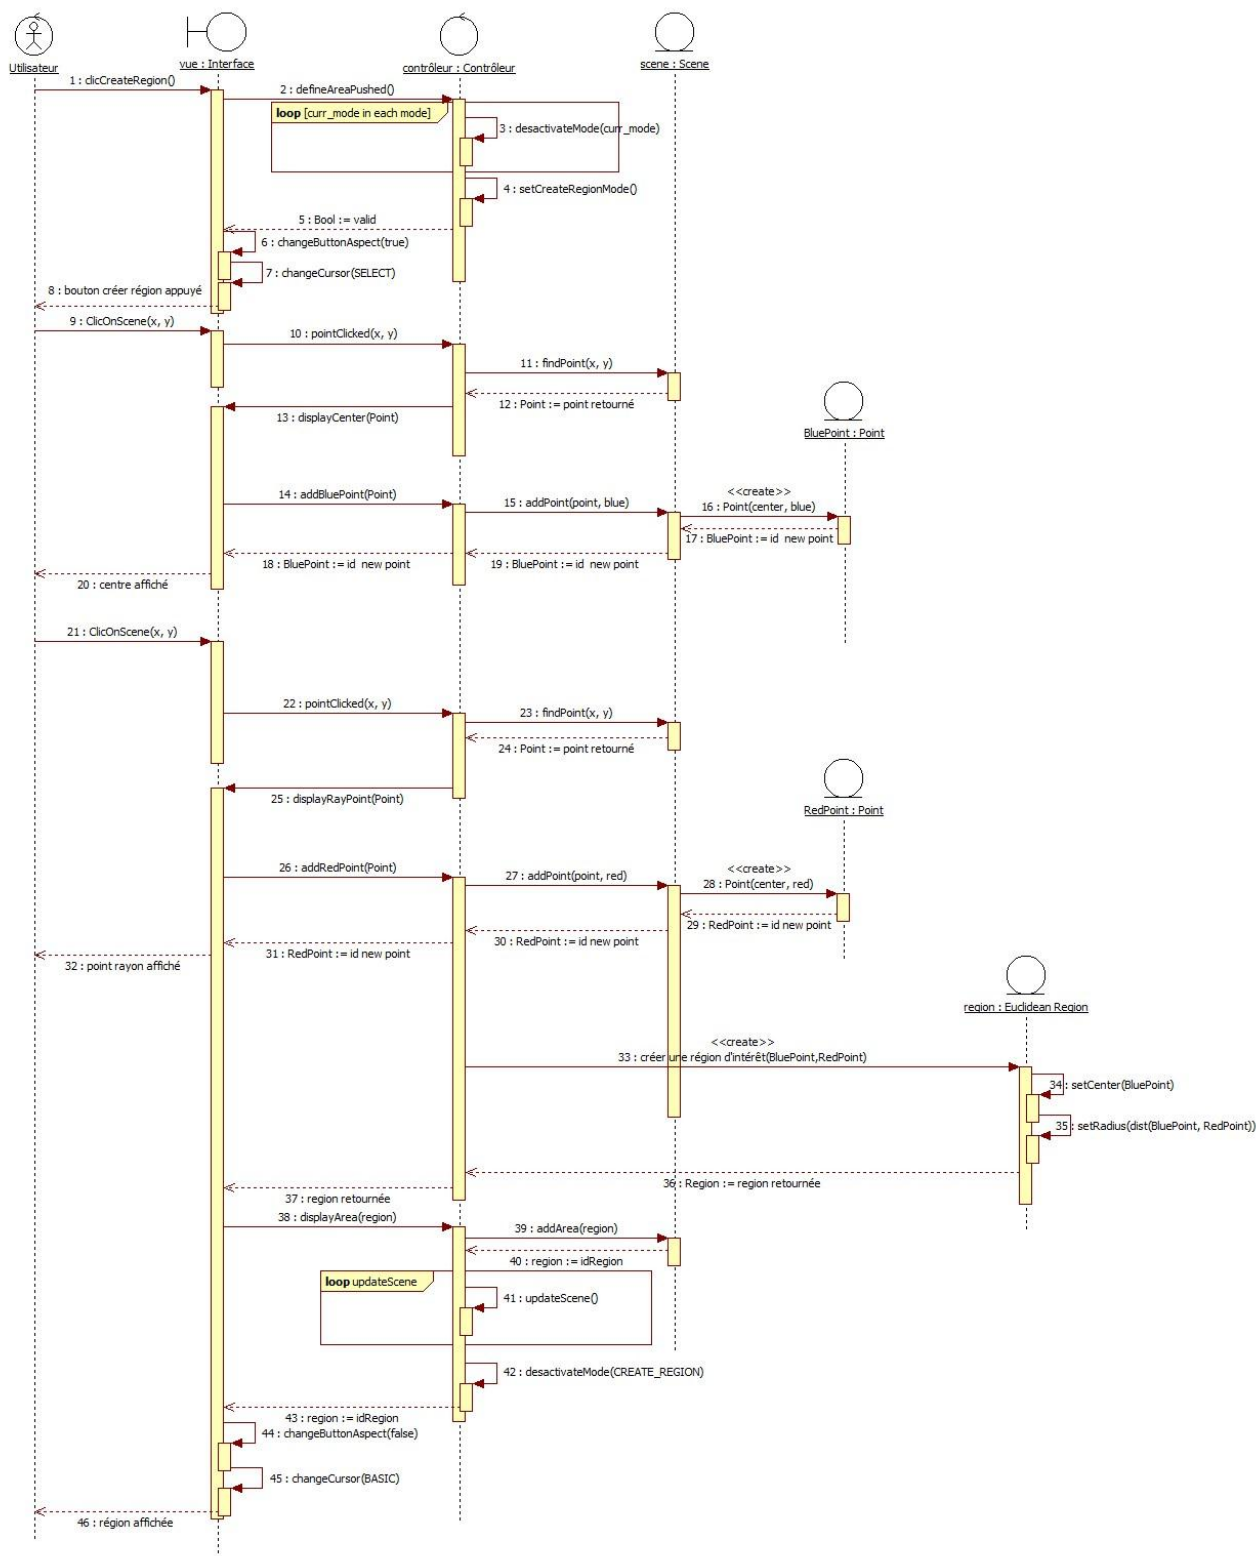 Utilisateur
vue : Interface
contrôleur : Contrôleur
scene : Scene
1 : clicCreateRegion()
2 : defineAreaPushed()
loop [curr_mode in each mode]
3 : desactivateMode(curr_mode)
4 : setCreateRegionMode()
5 : Bool := valid
6 : changeButtonAspect(true)
7 : changeCursor(SELECT)
8 : bouton créer région appuyé
9 : ClicOnScene(x, y)
10 : pointClicked(x, y)
11 : findPoint(x, y)
12 : Point := point retourné
13 : displayCenter(Point)
BluePoint : Point
14 : addBluePoint(Point)
15 : addPoint(point, blue)
<<create>>
16 : Point(center, blue)
17 : BluePoint := id new point
18 : BluePoint := id new point
19 : BluePoint := id new point
20 : centre affiché
21 : ClicOnScene(x, y)
22 : pointClicked(x, y)
23 : findPoint(x, y)
24 : Point := point retourné
25 : displayRayPoint(Point)
RedPoint : Point
26 : addRedPoint(Point)
27 : addPoint(point, red)
<<create>>
28 : Point(center, red)
29 : RedPoint := id new point
30 : RedPoint := id new point
31 : RedPoint := id new point
32 : point rayon affiché
region : Euclidean Region
<<create>>
33 : créer une région d'intérêt(BluePoint,RedPoint)
34 : setCenter(BluePoint)
35 : setRadius(dist(BluePoint, RedPoint))
36 : Region := region retournée
37 : region retournée
38 : displayArea(region)
39 : addArea(region)
40 : region := idRegion
loop updateScene
41 : updateScene()
42 : desactivateMode(CREATE_REGION)
43 : region := idRegion
44 : changeButtonAspect(false)
45 : changeCursor(BASIC)
46 : région affichée